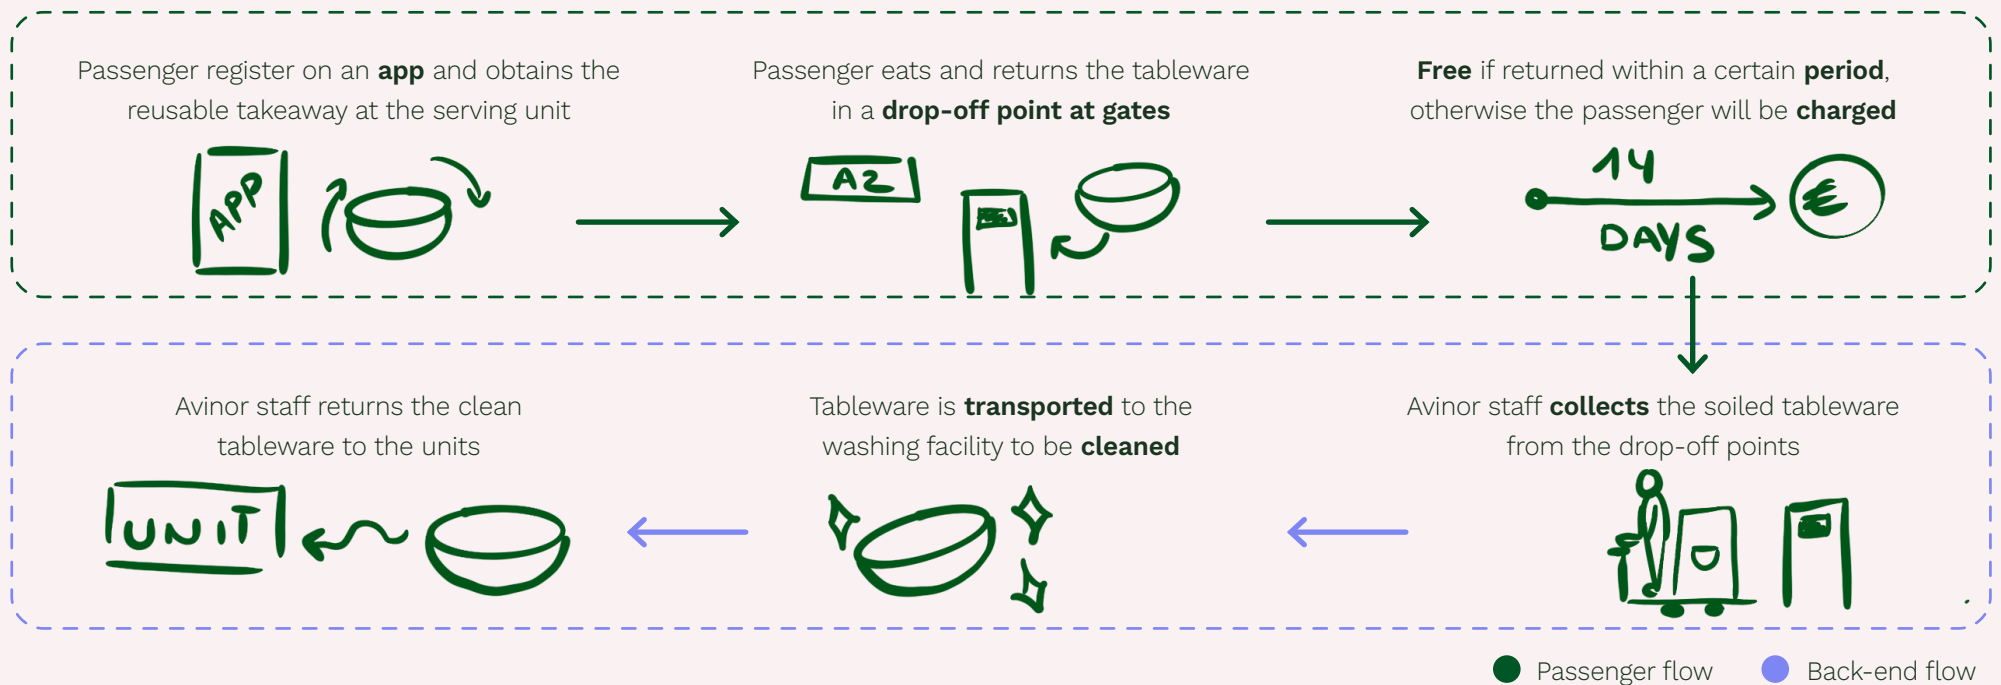 Passenger register on an app and obtains the
reusable takeaway at the serving unit
APP
Passenger eats and returns the tableware
in a drop-off point at gates
A2
Free if returned within a certain period,
otherwise the passenger will be charged
14
DAYS
€
Avinor staff returns the clean
tableware to the units
UNIT
Tableware is transported to the
washing facility to be cleaned
Avinor staff collects the soiled tableware
from the drop-off points
Passenger flow
Back-end flow